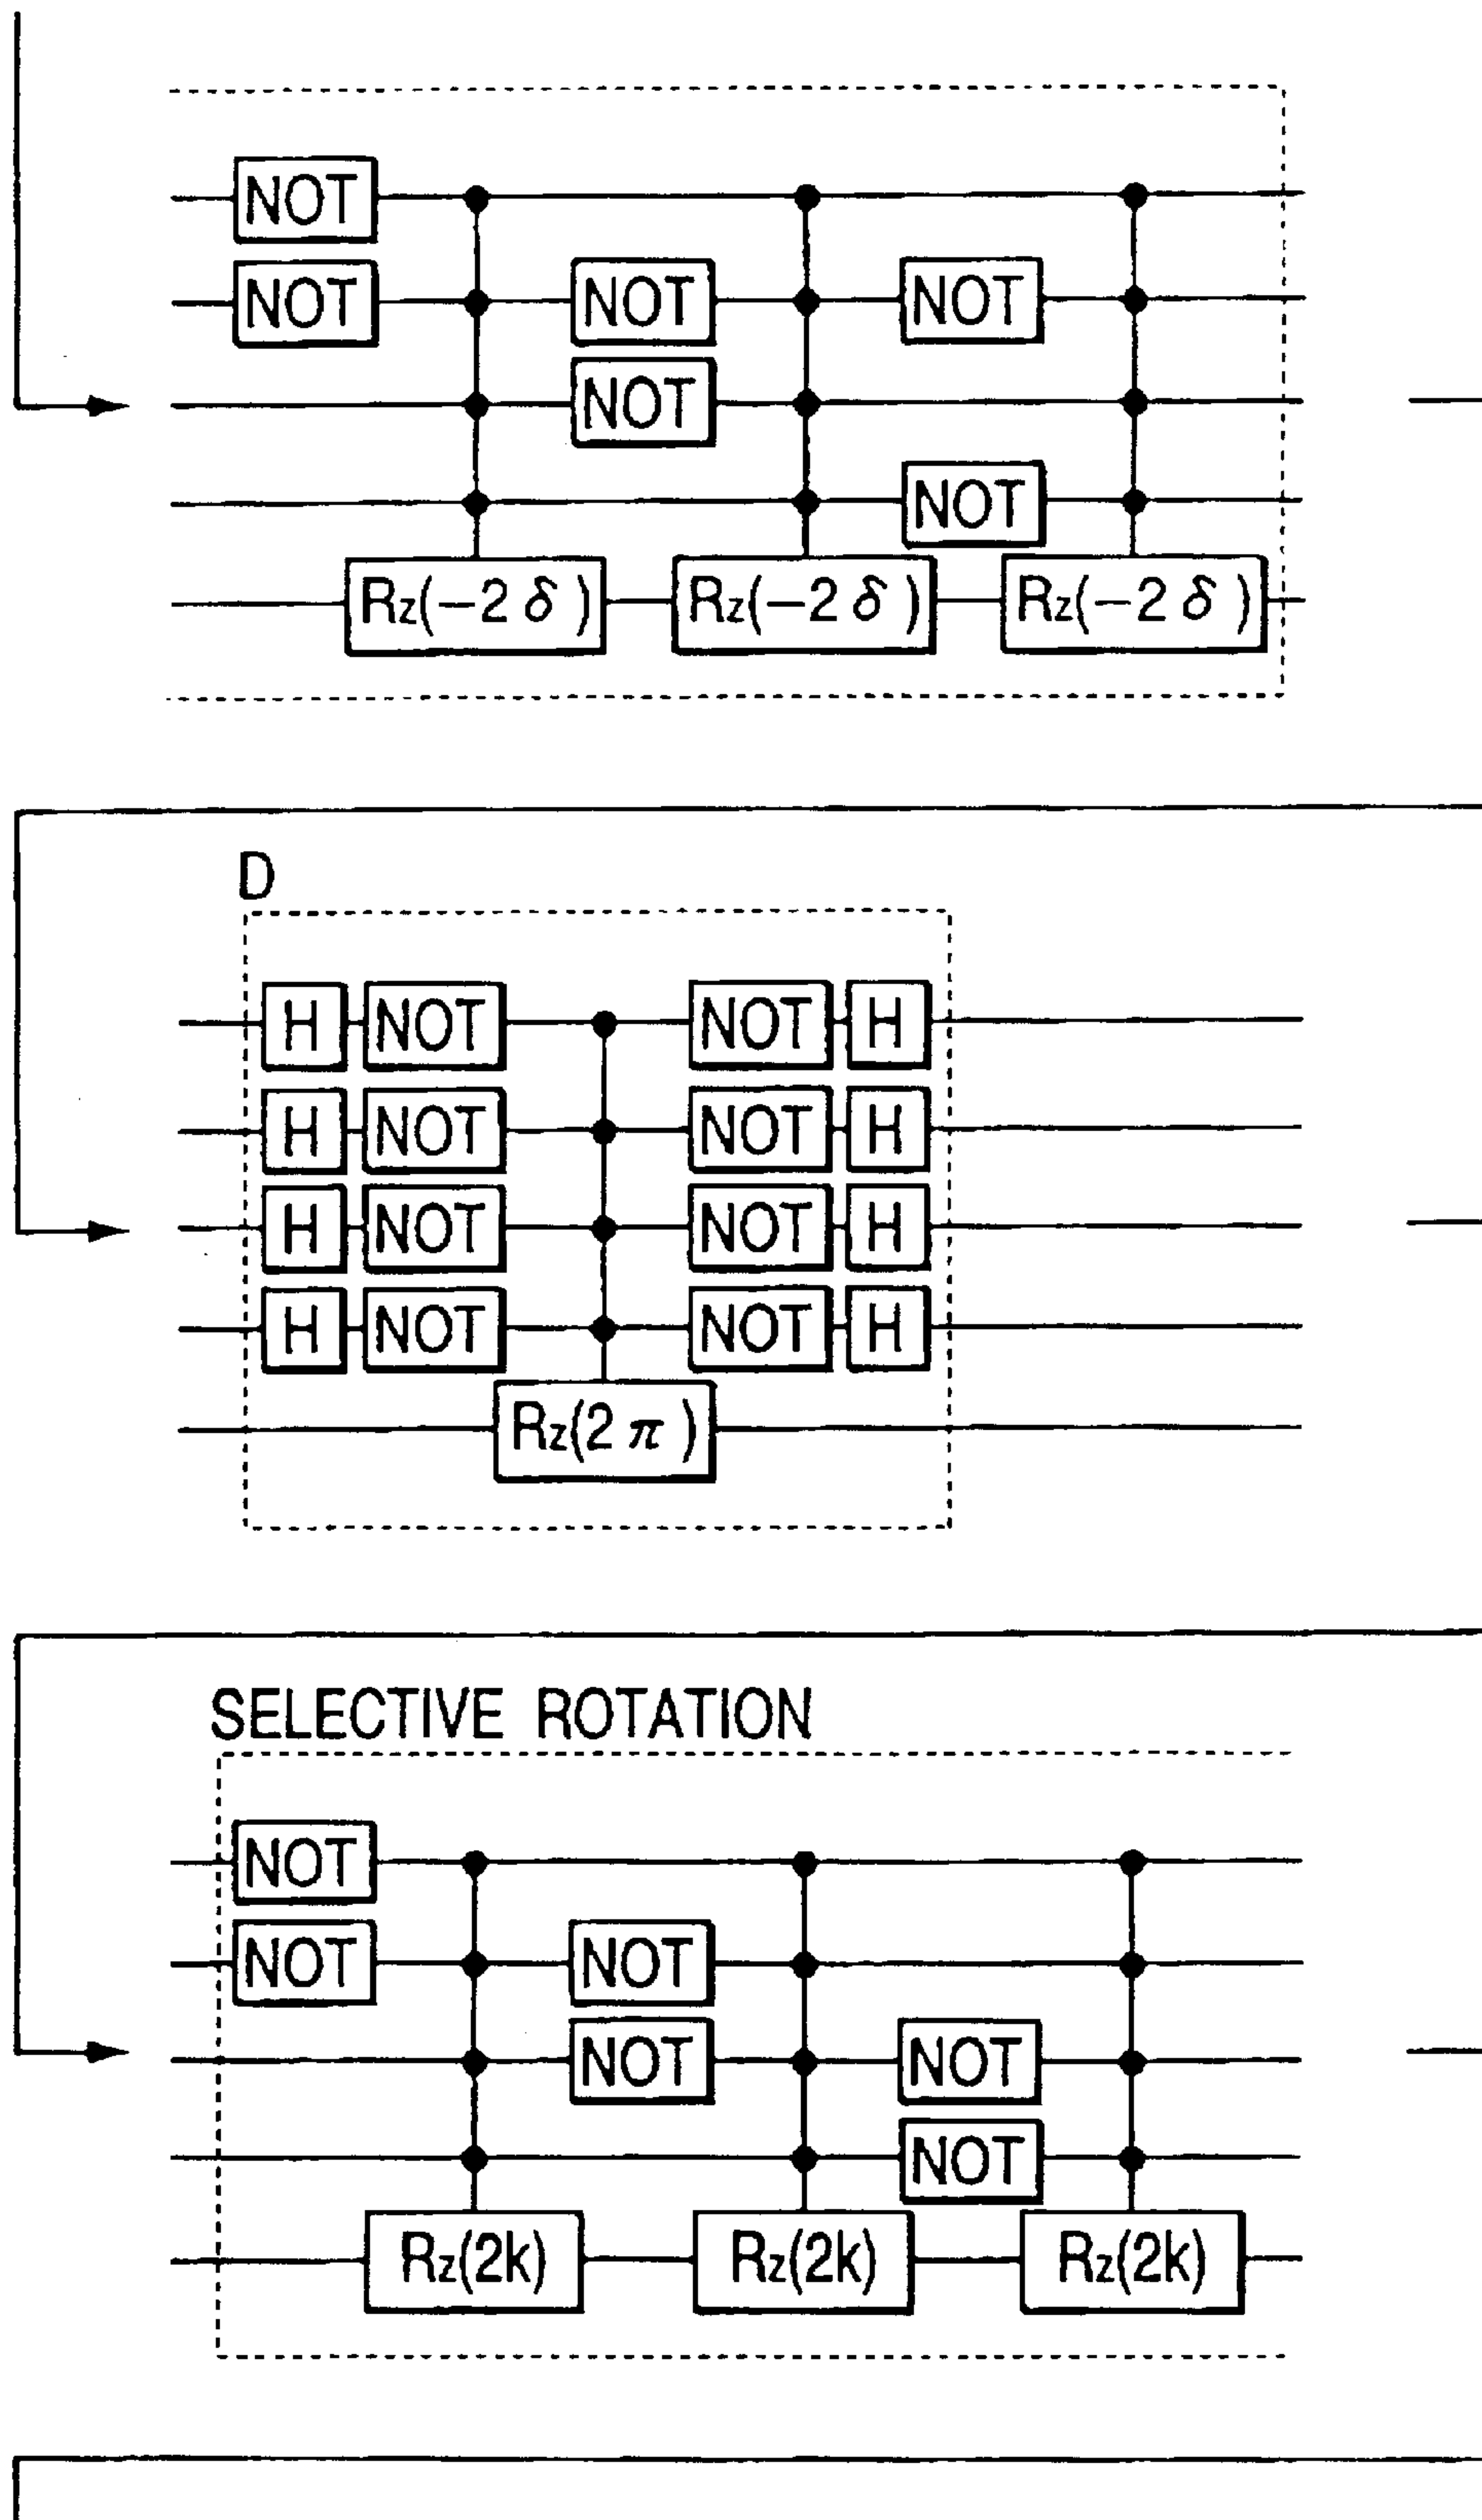 NOT
NOT NOT NOT
NOT
NOT
Rz(−2δ) Rz(−2δ) Rz(−2δ)
D
H NOT NOT H
H NOT NOT H
H NOT NOT H
H NOT NOT H
Rz(2π)
SELECTIVE ROTATION
NOT
NOT NOT
NOT NOT
NOT
Rz(2k) Rz(2k) Rz(2k)